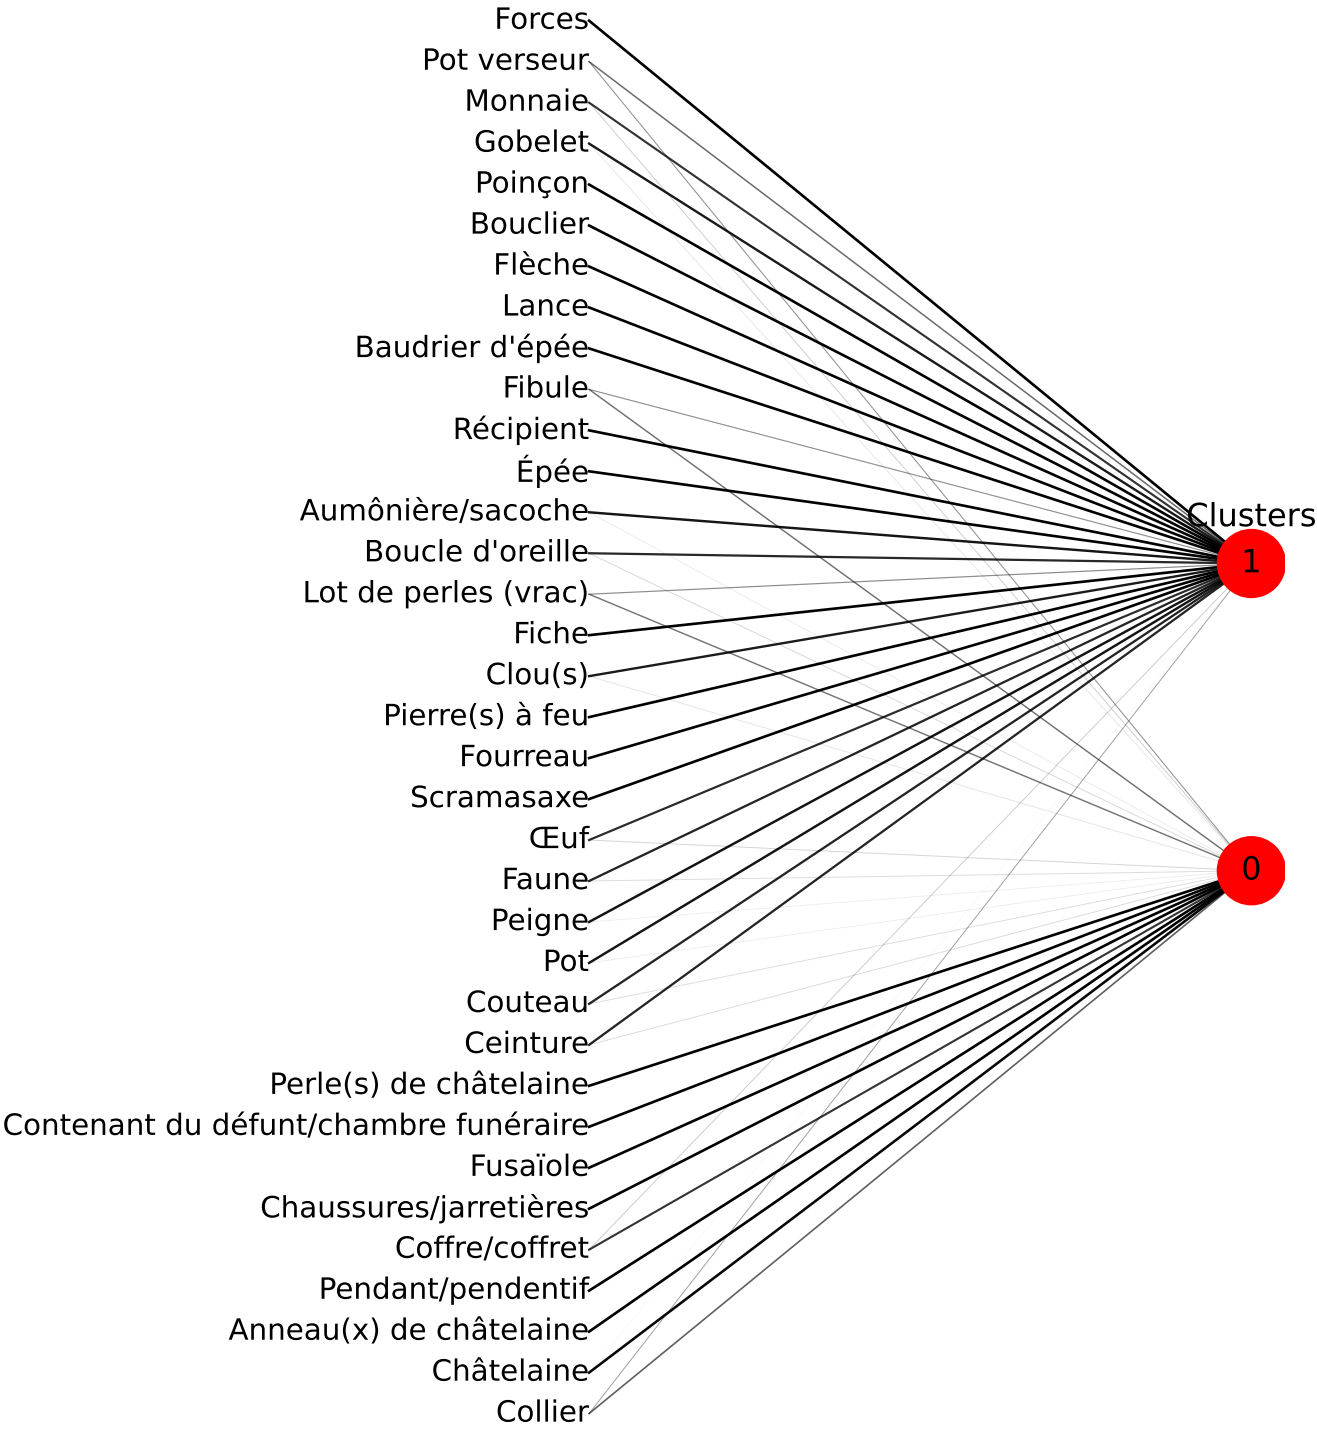 Forces
Pot verseur
Monnaie
Gobelet
Poinçon
Bouclier
Flèche
Lance
Baudrier d'épée
Fibule
Récipient
Épée
Aumônière/sacoche
Boucle d'oreille
Lot de perles (vrac)
Fiche
Clou(s)
Pierre(s) à feu
Fourreau
Scramasaxe
Œuf
Faune
Peigne
Pot
Couteau
Ceinture
Perle(s) de châtelaine
Contenant du défunt/chambre funéraire
Fusaïole
Chaussures/jarretières
Coffre/coffret
Pendant/pendentif
Anneau(x) de châtelaine
Châtelaine
Collier
Clusters
1
0